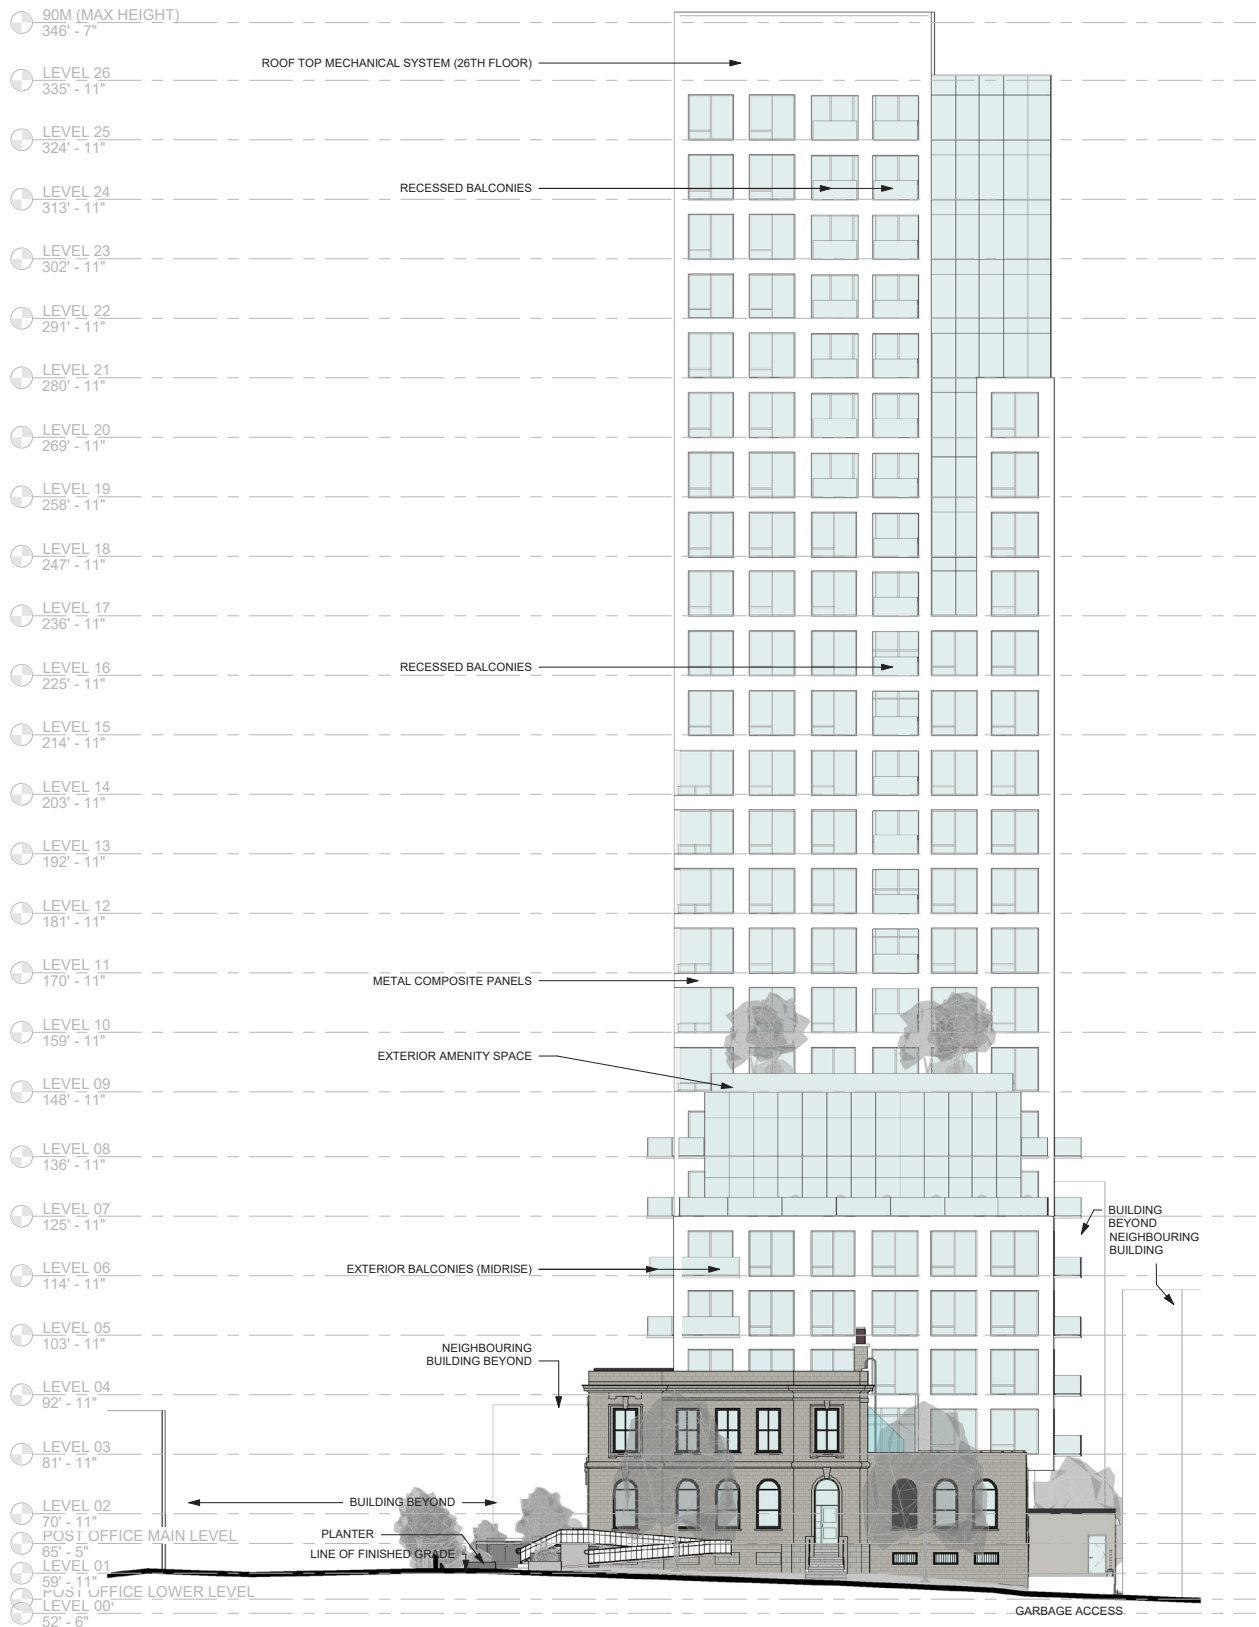 90M (MAX HEIGHT)
346' - 7"
ROOF TOP MECHANICAL SYSTEM (26TH FLOOR)
LEVEL 26
335' - 11"
LEVEL 25
324' - 11"
RECESSED BALCONIES
LEVEL 24
313' - 11"
LEVEL 23
302' - 11"
LEVEL 22
291' - 11"
LEVEL 21
280' - 11"
LEVEL 20
269' - 11"
LEVEL 19
258' - 11"
LEVEL 18
247' - 11"
LEVEL 17
236' - 11"
RECESSED BALCONIES
LEVEL 16
225' - 11"
LEVEL 15
214' - 11"
LEVEL 14
203' - 11"
LEVEL 13
192' - 11"
LEVEL 12
181' - 11"
LEVEL 11
170' - 11"
METAL COMPOSITE PANELS
LEVEL 10
159' - 11"
EXTERIOR AMENITY SPACE
LEVEL 09
148' - 11"
LEVEL 08
136' - 11"
LEVEL 07
125' - 11"
BUILDING
BEYOND
NEIGHBOURING
BUILDING
LEVEL 06
114' - 11"
EXTERIOR BALCONIES (MIDRISE)
LEVEL 05
103' - 11"
NEIGHBOURING
BUILDING BEYOND
LEVEL 04
92' - 11"
LEVEL 03
81' - 11"
BUILDING BEYOND
LEVEL 02
70' - 11"
POST OFFICE MAIN LEVEL
65' - 5"
PLANTER
LINE OF FINISHED GRADE
LEVEL 01
59' - 11"
POST OFFICE LOWER LEVEL
LEVEL 00'
52' - 6"
GARBAGE ACCESS